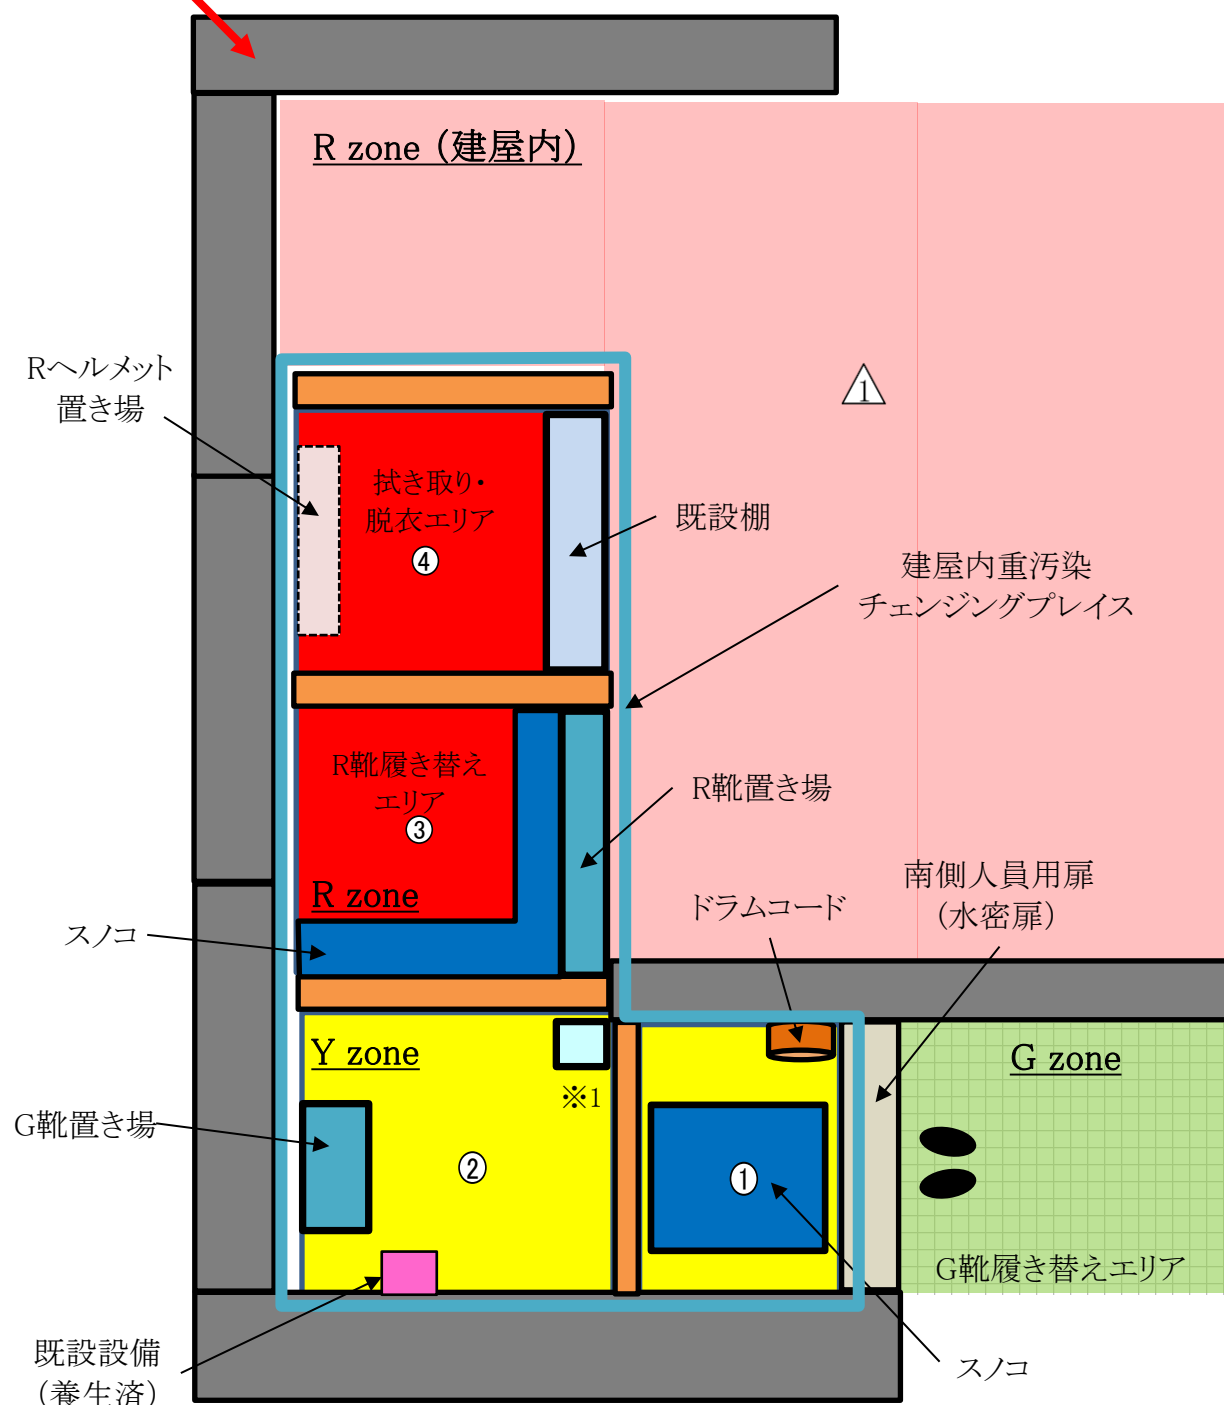 R zone（建屋内）
Rヘルメット
置き場
1
拭き取り・
脱衣エリア
④
既設棚
建屋内重汚染
チェンジングプレイス
R靴履き替え
エリア
③
R靴置き場
R zone
スノコ
ドラムコード
南側人員用扉
（水密扉）
Y zone
※1
G zone
G靴置き場
②
①
G靴履き替えエリア
既設設備
（養生済）
スノコ